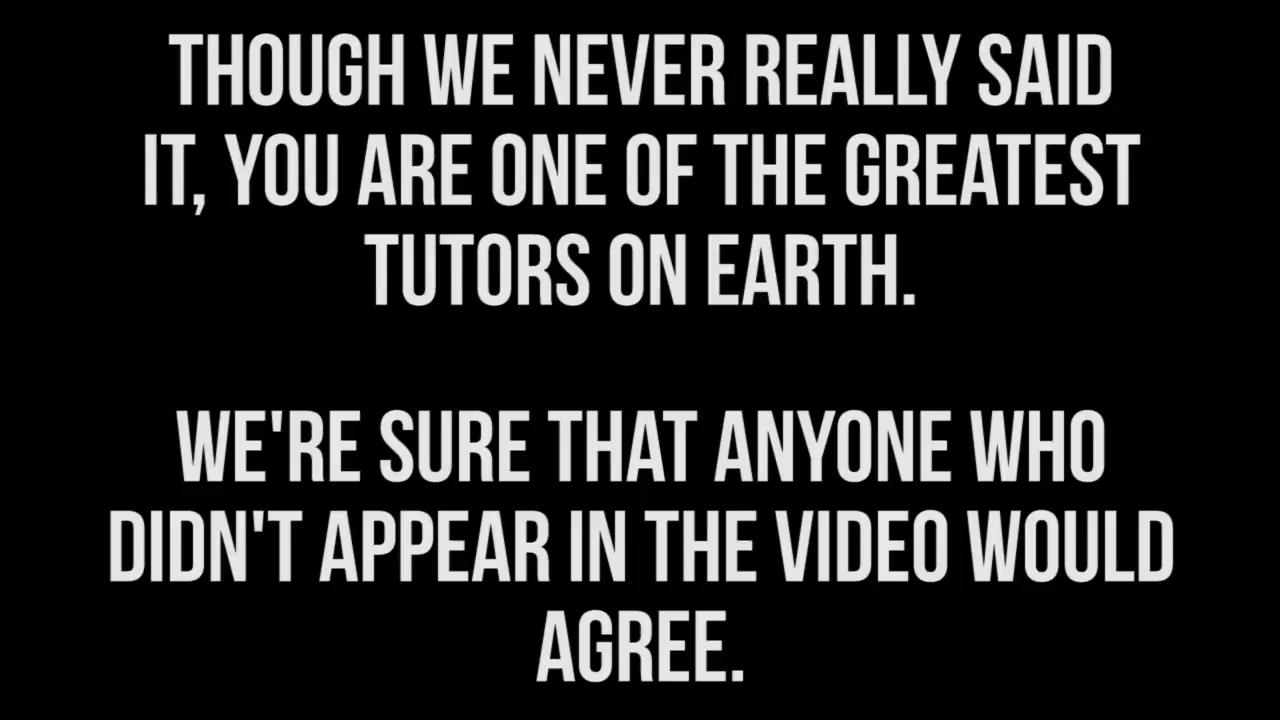 THOUGH WE NEVER REALLY SAID
IT, YOU ARE ONE OF THE GREATEST
TUTORS ON EARTH.
WE'RE SURE THAT ANYONE WHO
DIDN'T APPEAR IN THE VIDEO WOULD
AGREE.